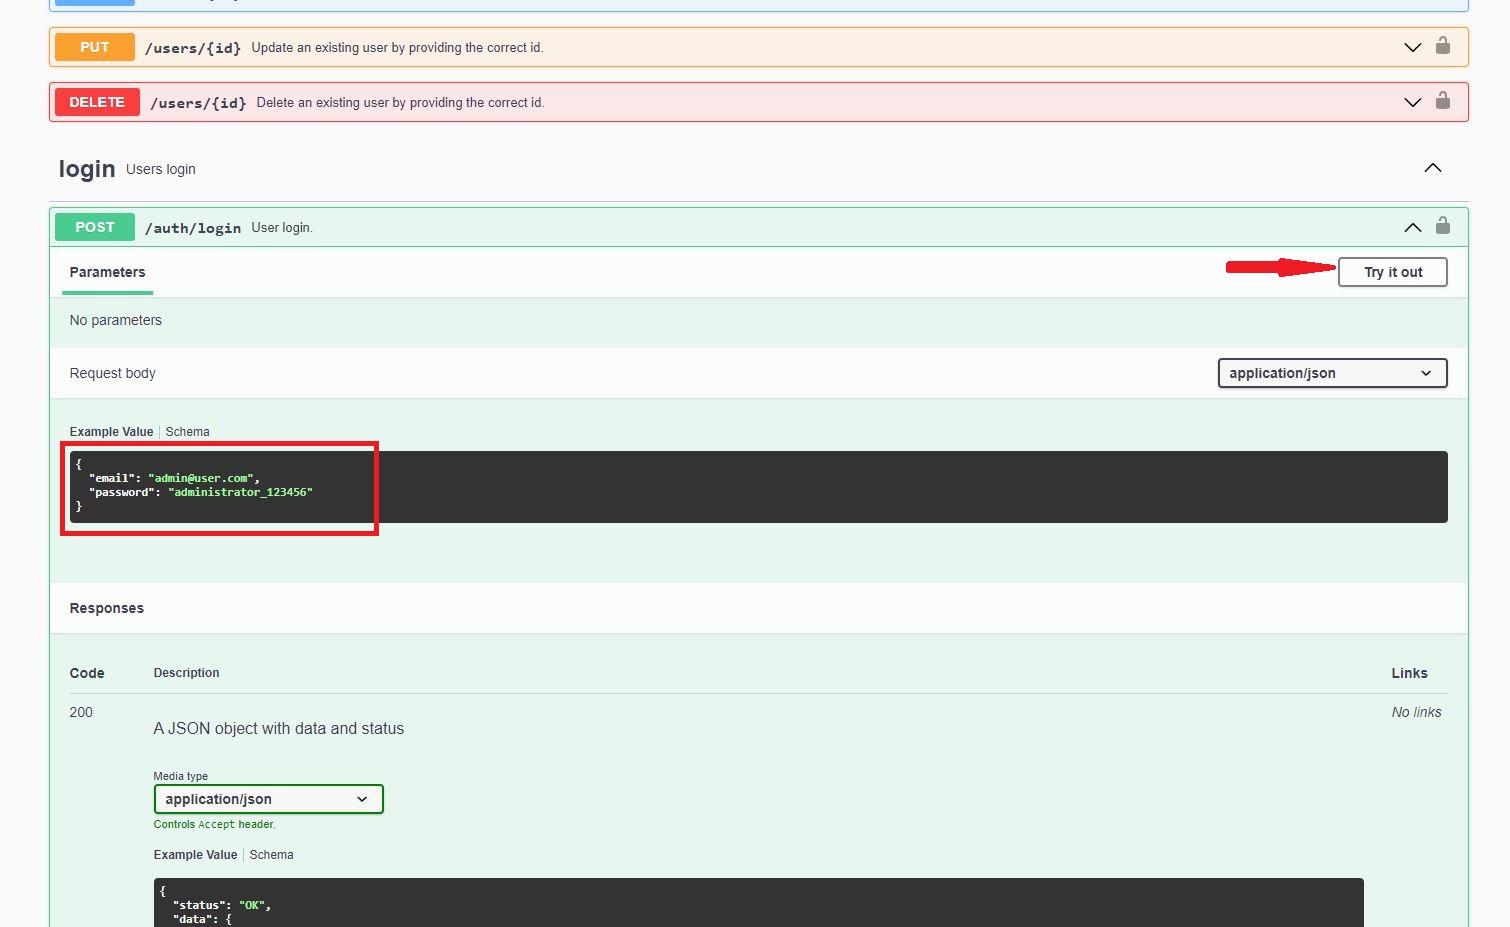 PUT /users/{id} Update an existing user by providing the correct id.
DELETE /users/{id} Delete an existing user by providing the correct id.
login Users login
POST /auth/login User login.
Parameters Try it out
No parameters
Request body application/json
Example Value Schema
{
"email": "admin@user.com",
"password": "administrator_123456"
}
Responses
Code Description Links
200 No links
A JSON object with data and status
Media type
application/json
Controls Accept header.
Example Value Schema
{
"status": "OK",
"data": {